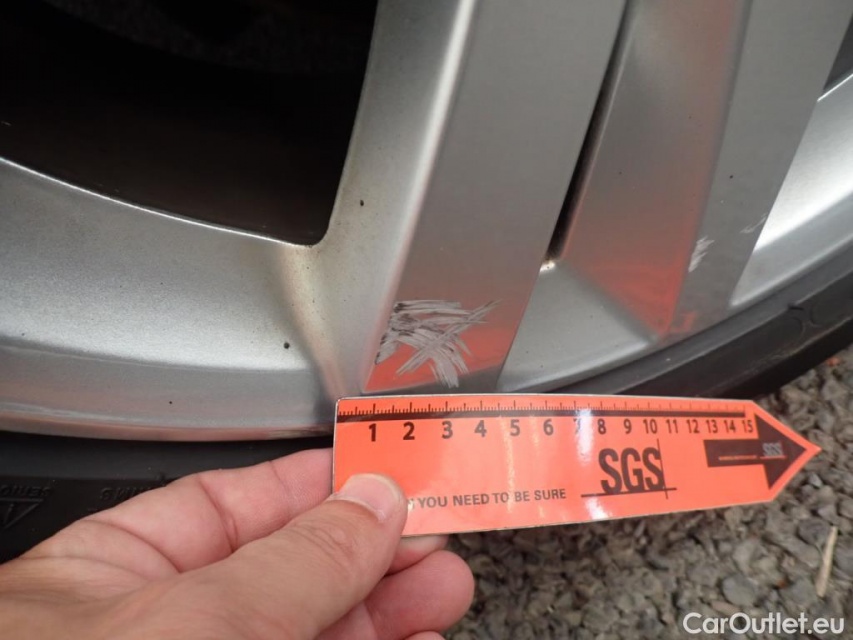 1 2 3 4 5 6 7 8 9 10 11 12 13 14 15
SGS
SGS
YOU NEED TO BE SURE
CarOutlet.eu